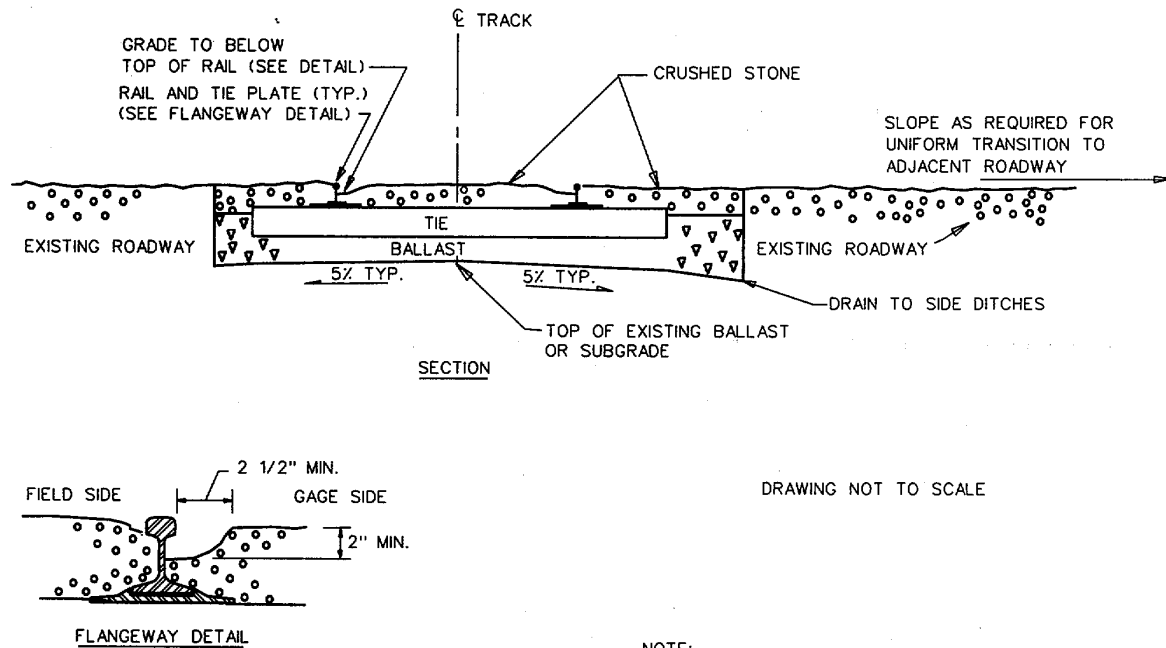 ℄ TRACK
GRADE TO BELOW
TOP OF RAIL (SEE DETAIL)
RAIL AND TIE PLATE (TYP.)
(SEE FLANGEWAY DETAIL)
CRUSHED STONE
SLOPE AS REQUIRED FOR
UNIFORM TRANSITION TO
ADJACENT ROADWAY
TIE
EXISTING ROADWAY
BALLAST
EXISTING ROADWAY
5% TYP.
5% TYP.
DRAIN TO SIDE DITCHES
TOP OF EXISTING BALLAST
OR SUBGRADE
SECTION
2 1/2" MIN.
FIELD SIDE
GAGE SIDE
DRAWING NOT TO SCALE
2" MIN.
FLANGEWAY DETAIL
NOTE: